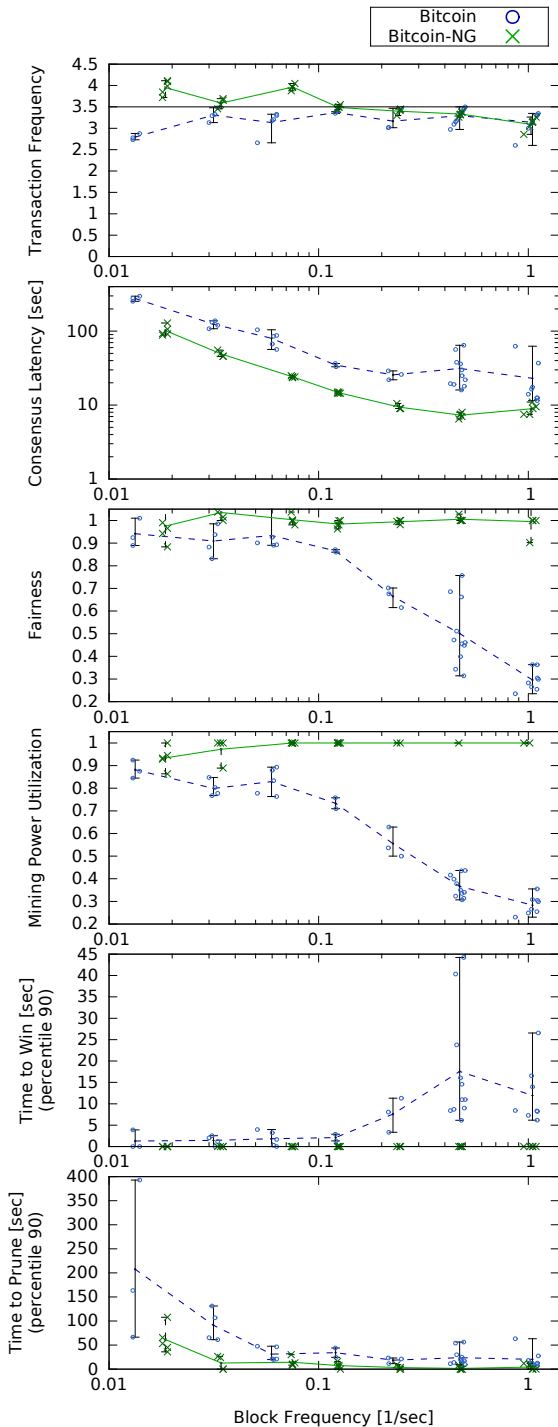 Bitcoin
Bitcoin-NG
Transaction Frequency
4.5
4
3.5
3
2.5
2
1.5
1
0.5
0
0.01 0.1 1
Consensus Latency [sec]
100
10
1
0.01 0.1 1
Fairness
1
0.9
0.8
0.7
0.6
0.5
0.4
0.3
0.2
0.01 0.1 1
Mining Power Utilization
1
0.9
0.8
0.7
0.6
0.5
0.4
0.3
0.2
0.01 0.1 1
Time to Win [sec]
(percentile 90)
45
40
35
30
25
20
15
10
5
0
0.01 0.1 1
Time to Prune [sec]
(percentile 90)
400
350
300
250
200
150
100
50
0
0.01 0.1 1
Block Frequency [1/sec]